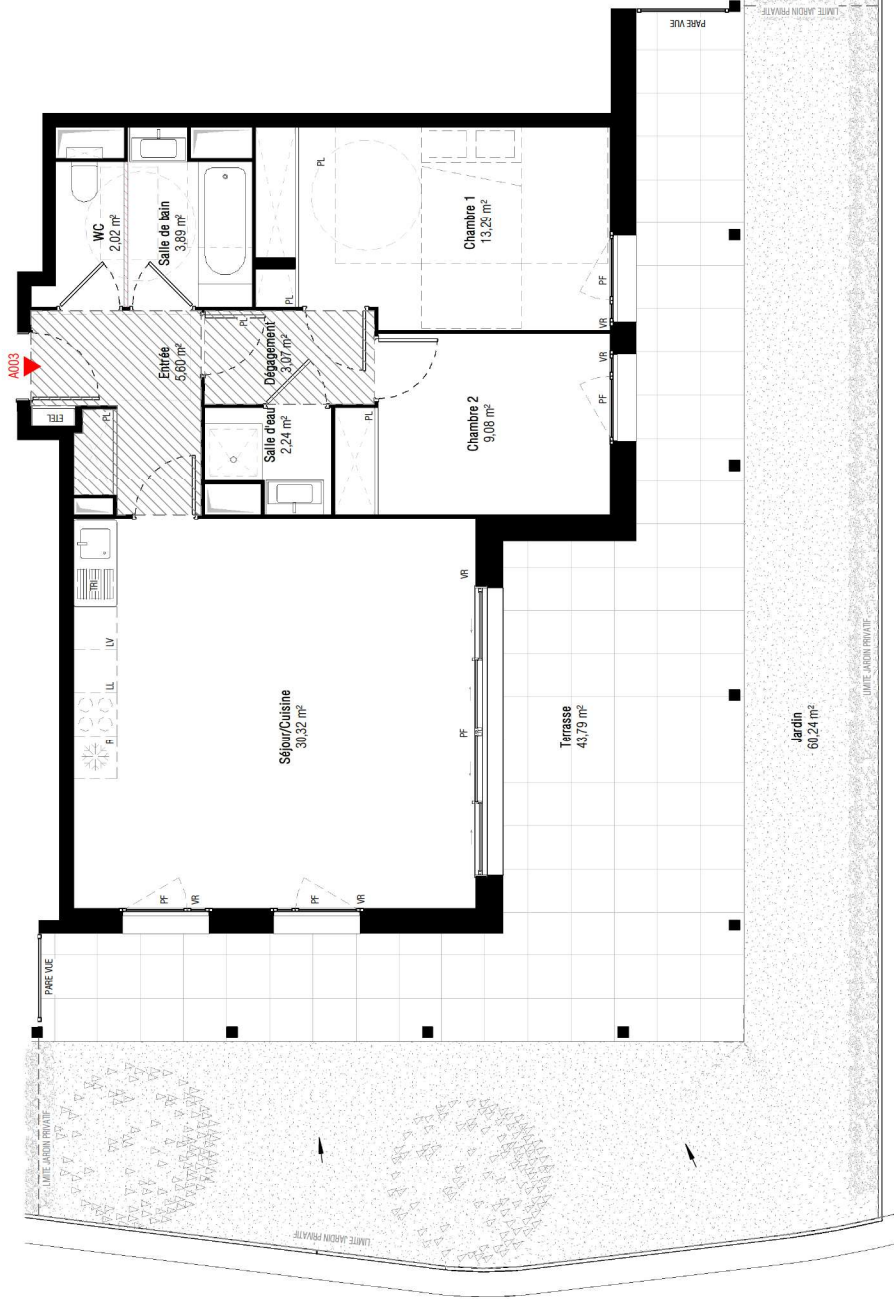 PARE VUE
LIMITE JARDIN PRIVATIF
A003
ETEL
PL
WC
2,02 m²
Salle de bain
3,89 m²
PL
PL
Chambre 1
13,29 m²
PF
VR
Entrée
5,60 m²
PL
Dégagement
3,07 m²
Salle d'eau
2,24 m²
PL
Chambre 2
9,08 m²
VR
PF
TRI
LV
LL
R
Séjour/Cuisine
30,32 m²
VR
PF
Terrasse
43,79 m²
Jardin
60,24 m²
LIMITE JARDIN PRIVATIF
PF
VR
PF
VR
PARE VUE
LIMITE JARDIN PRIVATIF
LIMITE JARDIN PRIVATIF